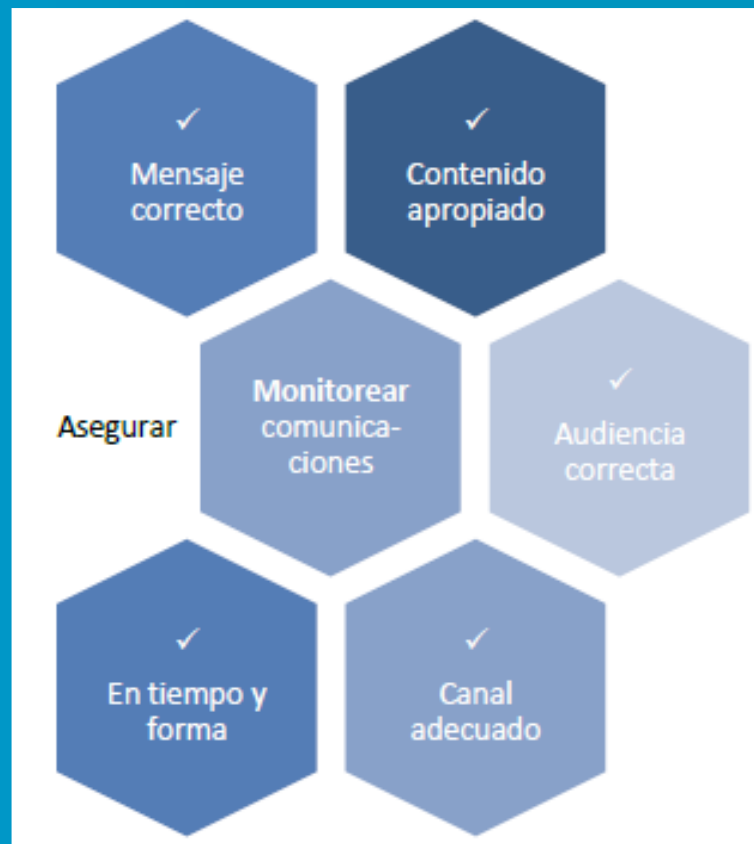 ✓
Mensaje
correcto
✓
Contenido
apropiado
Asegurar
Monitorear
comunica-
ciones
✓
Audiencia
correcta
✓
En tiempo y
forma
✓
Canal
adecuado